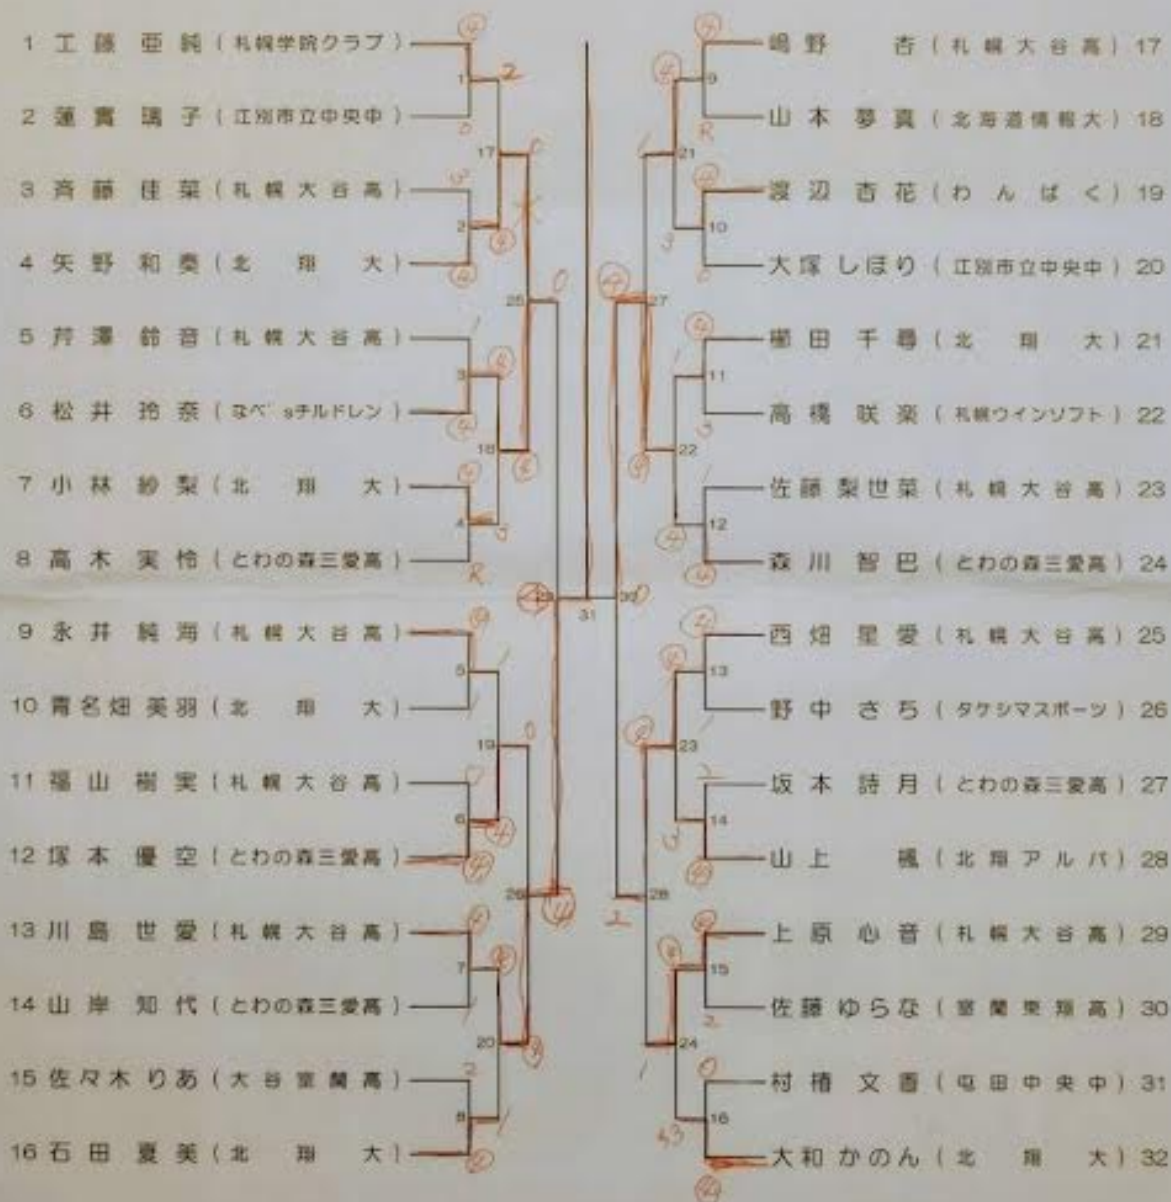 1 工藤 亜純 (札幌学院クラブ)
2 蓮實 璃子 (江別市立中央中)
3 斉藤 佳菜 (札幌大谷高)
4 矢野 和奏 (北翔大)
5 芹澤 鈴音 (札幌大谷高)
6 松井 玲奈 (なべ's チルドレン)
7 小林 紗梨 (北翔大)
8 高木 実怜 (とわの森三愛高)
9 永井 純海 (札幌大谷高)
10 青名畑 美羽 (北翔大)
11 福山 樹実 (札幌大谷高)
12 塚本 優空 (とわの森三愛高)
13 川島 世愛 (札幌大谷高)
14 山岸 知代 (とわの森三愛高)
15 佐々木 りあ (大谷室蘭高)
16 石田 夏美 (北翔大)
嶋野 杏 (札幌大谷高) 17
山本 夢真 (北海道情報大) 18
渡辺 杏花 (わんぱく) 19
大塚 しほり (江別市立中央中) 20
櫛田 千尋 (北翔大) 21
高橋 咲楽 (札幌ウインソフト) 22
佐藤 梨世菜 (札幌大谷高) 23
森川 智巴 (とわの森三愛高) 24
西畑 星愛 (札幌大谷高) 25
野中 さち (タケシマスポーツ) 26
坂本 詩月 (とわの森三愛高) 27
山上 楓 (北翔アルバ) 28
上原 心音 (札幌大谷高) 29
佐藤 ゆらな (室蘭東翔高) 30
村椿 文香 (屯田中央中) 31
大和 かのん (北翔大) 32